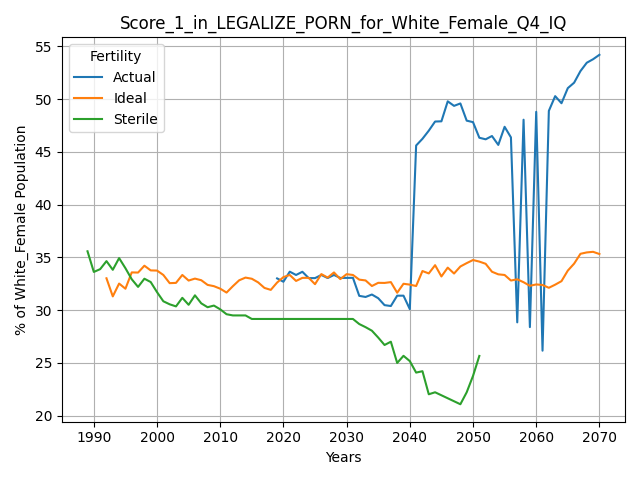 Score_1_in_LEGALIZE_PORN_for_White_Female_Q4_IQ
Fertility
Actual
Ideal
Sterile
% of White_Female Population
55
50
45
40
35
30
25
20
1990 2000 2010 2020 2030 2040 2050 2060 2070
Years